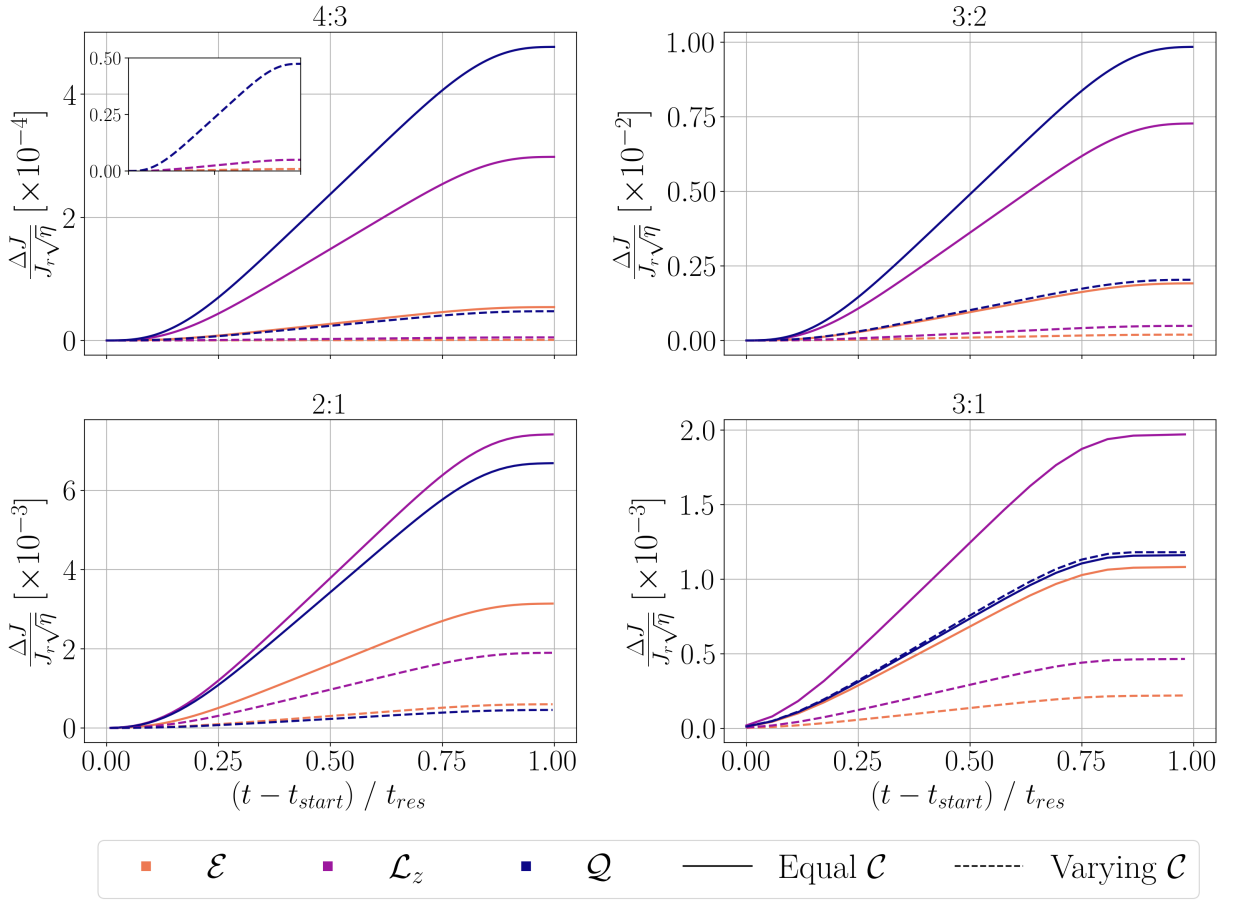 4:3
0.50
0.25
0.00
4
2
0
ΔJ / J_r√η [×10⁻⁴]
3:2
1.00
0.75
0.50
0.25
0.00
ΔJ / J_r√η [×10⁻²]
2:1
6
4
2
0
ΔJ / J_r√η [×10⁻³]
0.00 0.25 0.50 0.75 1.00
(t − t_start) / t_res
3:1
2.0
1.5
1.0
0.5
0.0
ΔJ / J_r√η [×10⁻³]
0.00 0.25 0.50 0.75 1.00
(t − t_start) / t_res
ℰ ℒ_z 𝒬 Equal 𝒞 Varying 𝒞